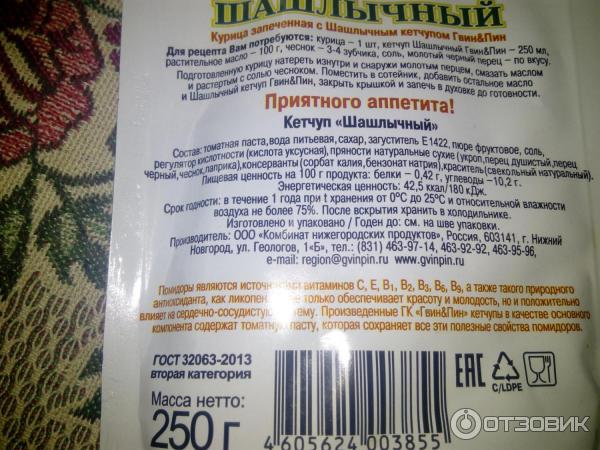 ШАШЛЫЧНЫЙ
Курица запеченная с Шашлычным кетчупом Гвин&Пин
Для рецепта Вам потребуются: курица – 1 шт, кетчуп Шашлычный Гвин&Пин – 250 мл,
растительное масло – 100 г, чеснок – 3-4 зубчика, соль, молотый черный перец – по вкусу.
Подготовленную курицу натереть изнутри и снаружи молотым перцем, смазать маслом
и растертым с солью чесноком. Поместить в сотейник, добавить остальное масло
и Шашлычный кетчуп Гвин&Пин, закрыть крышкой и запечь в духовке до готовности.
Приятного аппетита!
Кетчуп «Шашлычный»
Состав: томатная паста, вода питьевая, сахар, загуститель Е1422, пюре фруктовое, соль,
регулятор кислотности (кислота уксусная), пряности натуральные сухие (укроп, перец душистый, перец
черный, чеснок, паприка), консерванты (сорбат калия, бензонат натрия), краситель (свекольный натуральный).
Пищевая ценность на 100 г продукта: белки – 0,42 г, углеводы – 10,2 г.
Энергетическая ценность: 42,5 ккал/180 кДж.
Срок годности: в течение 1 года при t хранения от 0°С до 25°С и относительной влажности
воздуха не более 75%. После вскрытия хранить в холодильнике.
Изготовлено и упаковано / Годен до: см. на шве упаковки.
Производитель: ООО «Комбинат нижегородских продуктов», Россия, 603141, г. Нижний
Новгород, ул. Геологов, 1«Б», тел.: (831) 463-97-14, 463-92-92, 463-95-96,
e-mail: region@gvinpin.ru, www.gvinpin.ru
Помидоры являются источником витаминов С, Е, В1, В2, В3, В6, В9, а также такого природного
антиоксиданта, как ликопен не только обеспечивает красоту и молодость, но и положительно
влияет на сердечно-сосудистую систему. Произведенные ГК «Гвин&Пин» кетчупы в качестве основного
компонента содержат томатную пасту, которая сохраняет все эти полезные свойства помидоров.
ГОСТ 32063-2013
вторая категория
Масса нетто:
250 г
4 605624 003855
EAC
C/LDPE
ОТЗОВИК